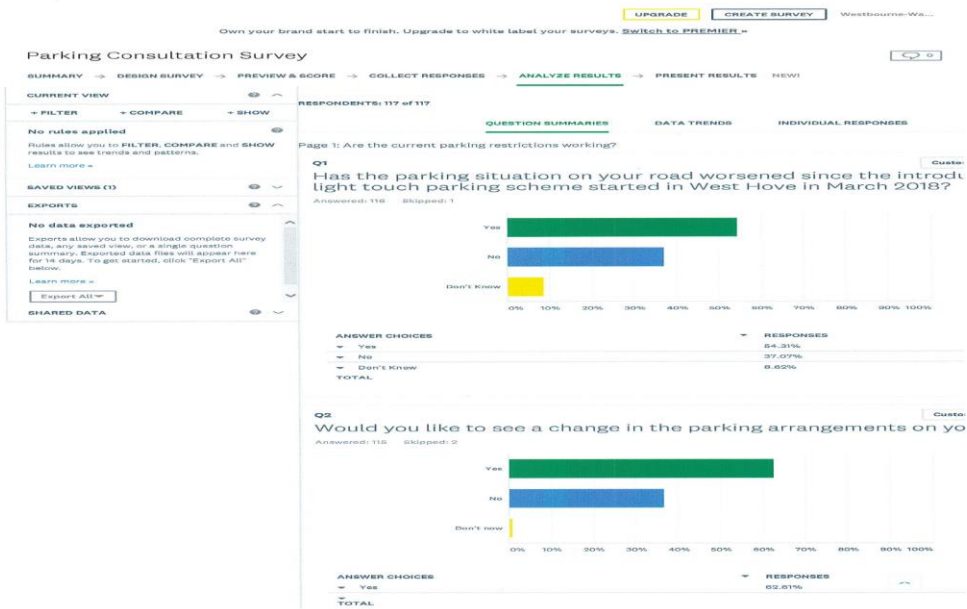 UPGRADE CREATE SURVEY Westbourne-Wa...
Own your brand start to finish. Upgrade to white label your surveys. Switch to PREMIER »
Parking Consultation Survey
0
SUMMARY → DESIGN SURVEY → PREVIEW & SCORE → COLLECT RESPONSES → ANALYZE RESULTS → PRESENT RESULTS NEW!
CURRENT VIEW
+ FILTER + COMPARE + SHOW
No rules applied
Rules allow you to FILTER, COMPARE and SHOW
results to see trends and patterns.
Learn more »
SAVED VIEWS (1)
EXPORTS
No data exported
Exports allow you to download complete survey
data, any saved view, or a single question
summary. Exported data files will appear here
for 14 days. To get started, click "Export All"
below.
Learn more »
Export All
SHARED DATA
RESPONDENTS: 117 of 117
QUESTION SUMMARIES DATA TRENDS INDIVIDUAL RESPONSES
Page 1: Are the current parking restrictions working?
Q1
Custo
Has the parking situation on your road worsened since the introdu
light touch parking scheme started in West Hove in March 2018?
Answered: 116 Skipped: 1
Yes
No
Don't Know
0% 10% 20% 30% 40% 50% 60% 70% 80% 90% 100%
ANSWER CHOICES RESPONSES
Yes 54.31%
No 37.07%
Don't Know 8.62%
TOTAL
Q2
Custo
Would you like to see a change in the parking arrangements on yo
Answered: 115 Skipped: 2
Yes
No
Don't now
0% 10% 20% 30% 40% 50% 60% 70% 80% 90% 100%
ANSWER CHOICES RESPONSES
Yes 62.61%
TOTAL